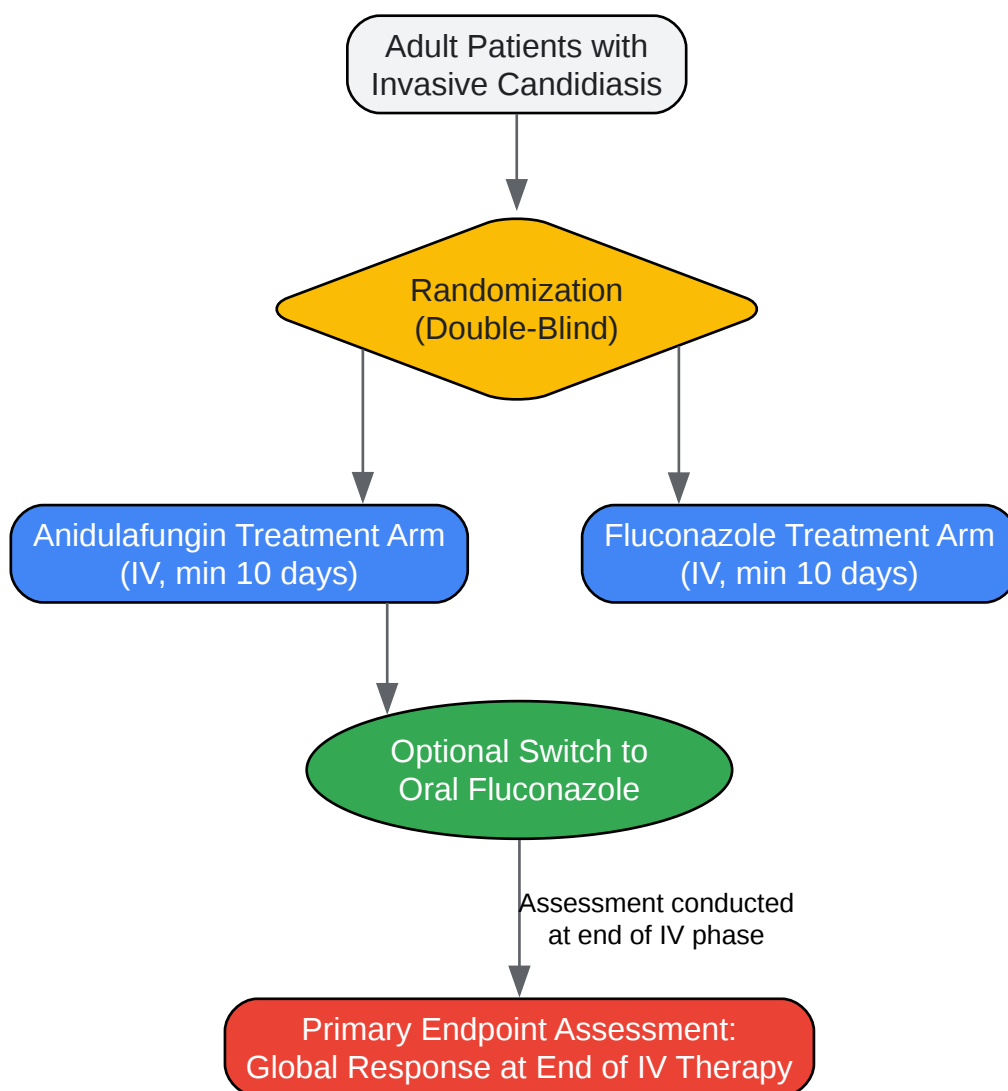 Adult Patients with
Invasive Candidiasis
Randomization
(Double-Blind)
Anidulafungin Treatment Arm
(IV, min 10 days)
Fluconazole Treatment Arm
(IV, min 10 days)
Optional Switch to
Oral Fluconazole
Assessment conducted
at end of IV phase
Primary Endpoint Assessment:
Global Response at End of IV Therapy